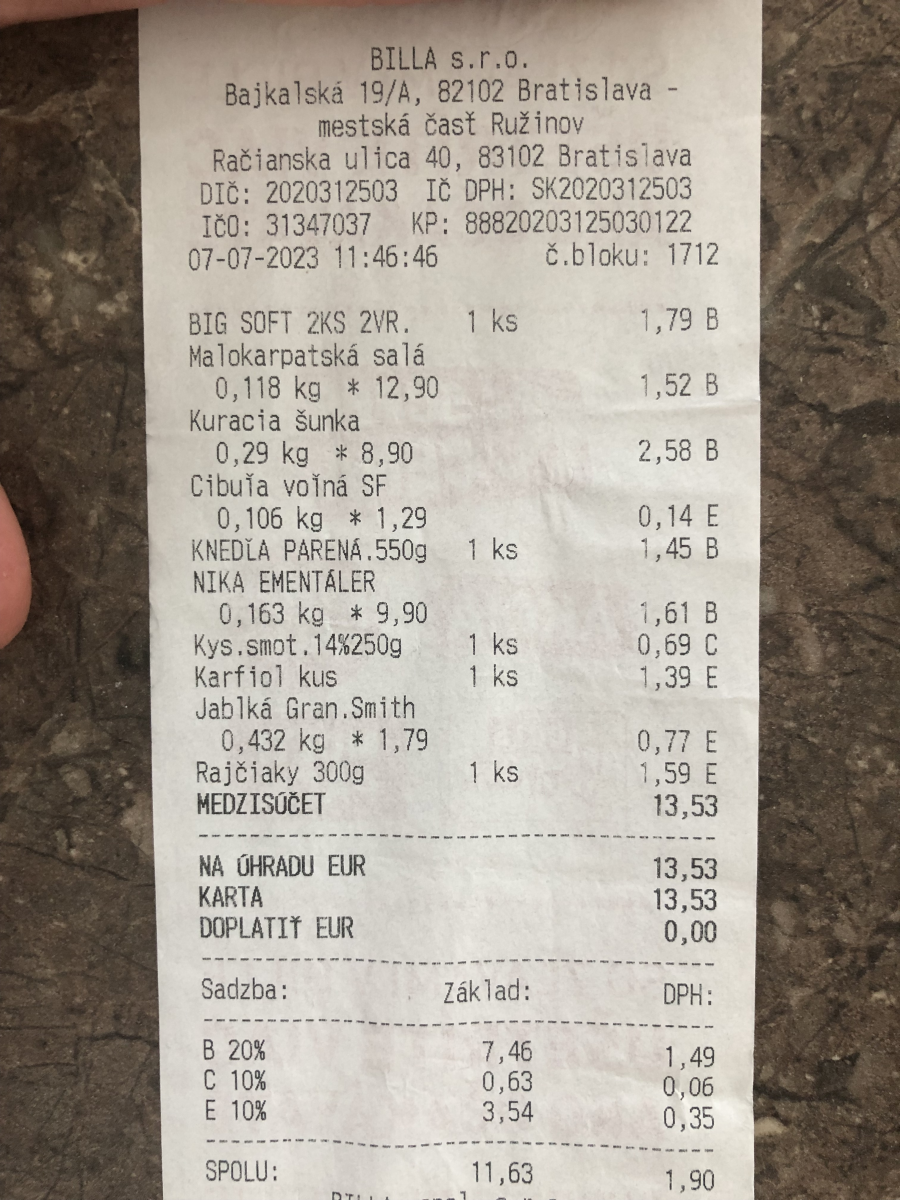 BILLA s.r.o.
Bajkalská 19/A, 82102 Bratislava -
mestská časť Ružinov
Račianska ulica 40, 83102 Bratislava
DIČ: 2020312503 IČ DPH: SK2020312503
IČO: 31347037 KP: 88820203125030122
07-07-2023 11:46:46 č.bloku: 1712
BIG SOFT 2KS 2VR. 1 ks 1,79 B
Malokarpatská salá
0,118 kg * 12,90 1,52 B
Kuracia šunka
0,29 kg * 8,90 2,58 B
Cibuľa voľná SF
0,106 kg * 1,29 0,14 E
KNEDĽA PARENÁ.550g 1 ks 1,45 B
NIKA EMENTÁLER
0,163 kg * 9,90 1,61 B
Kys.smot.14%250g 1 ks 0,69 C
Karfiol kus 1 ks 1,39 E
Jablká Gran.Smith
0,432 kg * 1,79 0,77 E
Rajčiaky 300g 1 ks 1,59 E
MEDZISÚČET 13,53
NA ÚHRADU EUR 13,53
KARTA 13,53
DOPLATIŤ EUR 0,00
Sadzba: Základ: DPH:
B 20% 7,46 1,49
C 10% 0,63 0,06
E 10% 3,54 0,35
SPOLU: 11,63 1,90